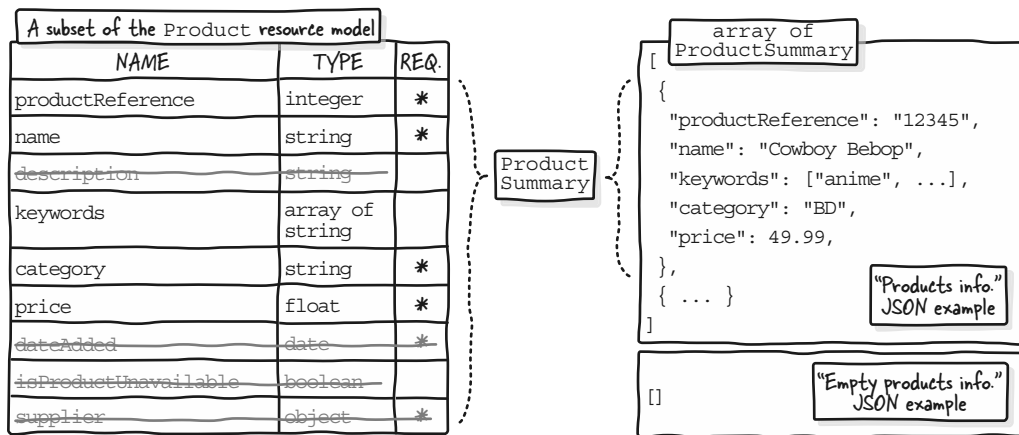 A subset of the Product resource model
NAME TYPE REQ.
productReference integer *
name string *
description string
keywords array of string
category string *
price float *
dateAdded date *
isProductUnavailable boolean
supplier object *
Product
Summary
array of
ProductSummary
[
{
"productReference": "12345",
"name": "Cowboy Bebop",
"keywords": ["anime", ...],
"category": "BD",
"price": 49.99,
},
{ ... }
]
"Products info."
JSON example
[]
"Empty products info."
JSON example